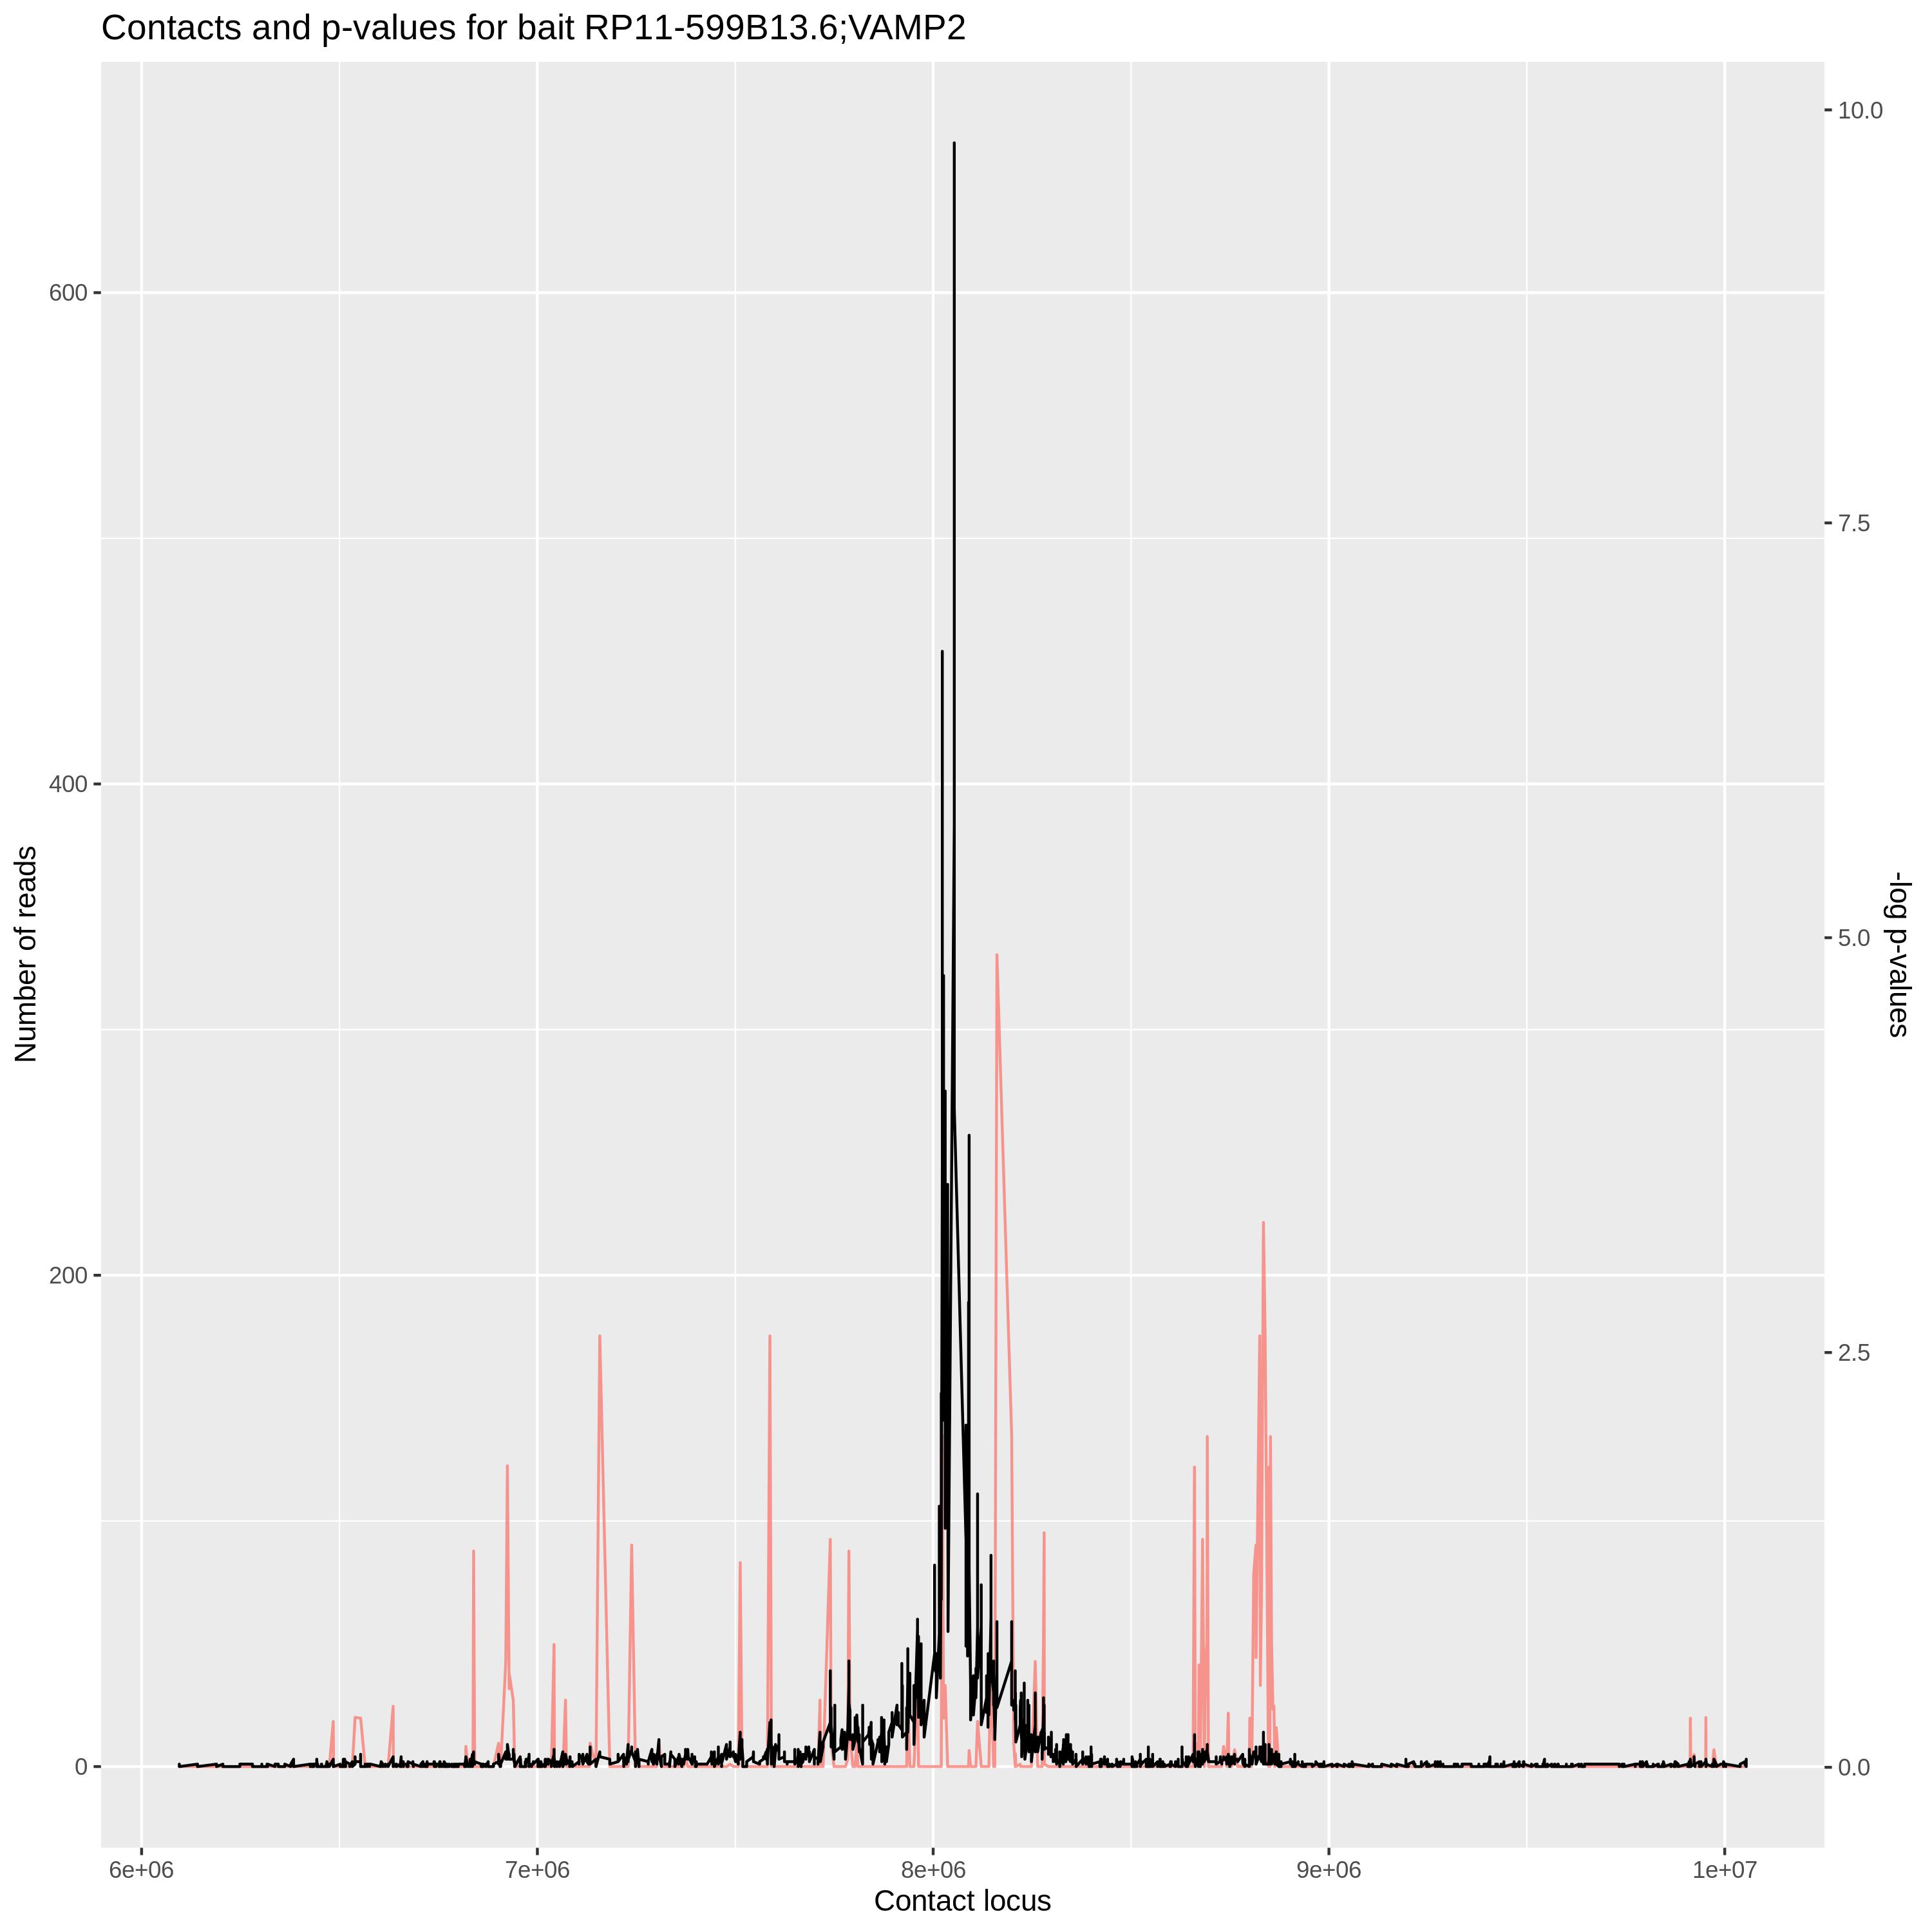 Contacts and p-values for bait RP11-599B13.6;VAMP2
Number of reads
600
400
200
0
10.0
7.5
5.0
2.5
0.0
-log p-values
6e+06
7e+06
8e+06
9e+06
1e+07
Contact locus